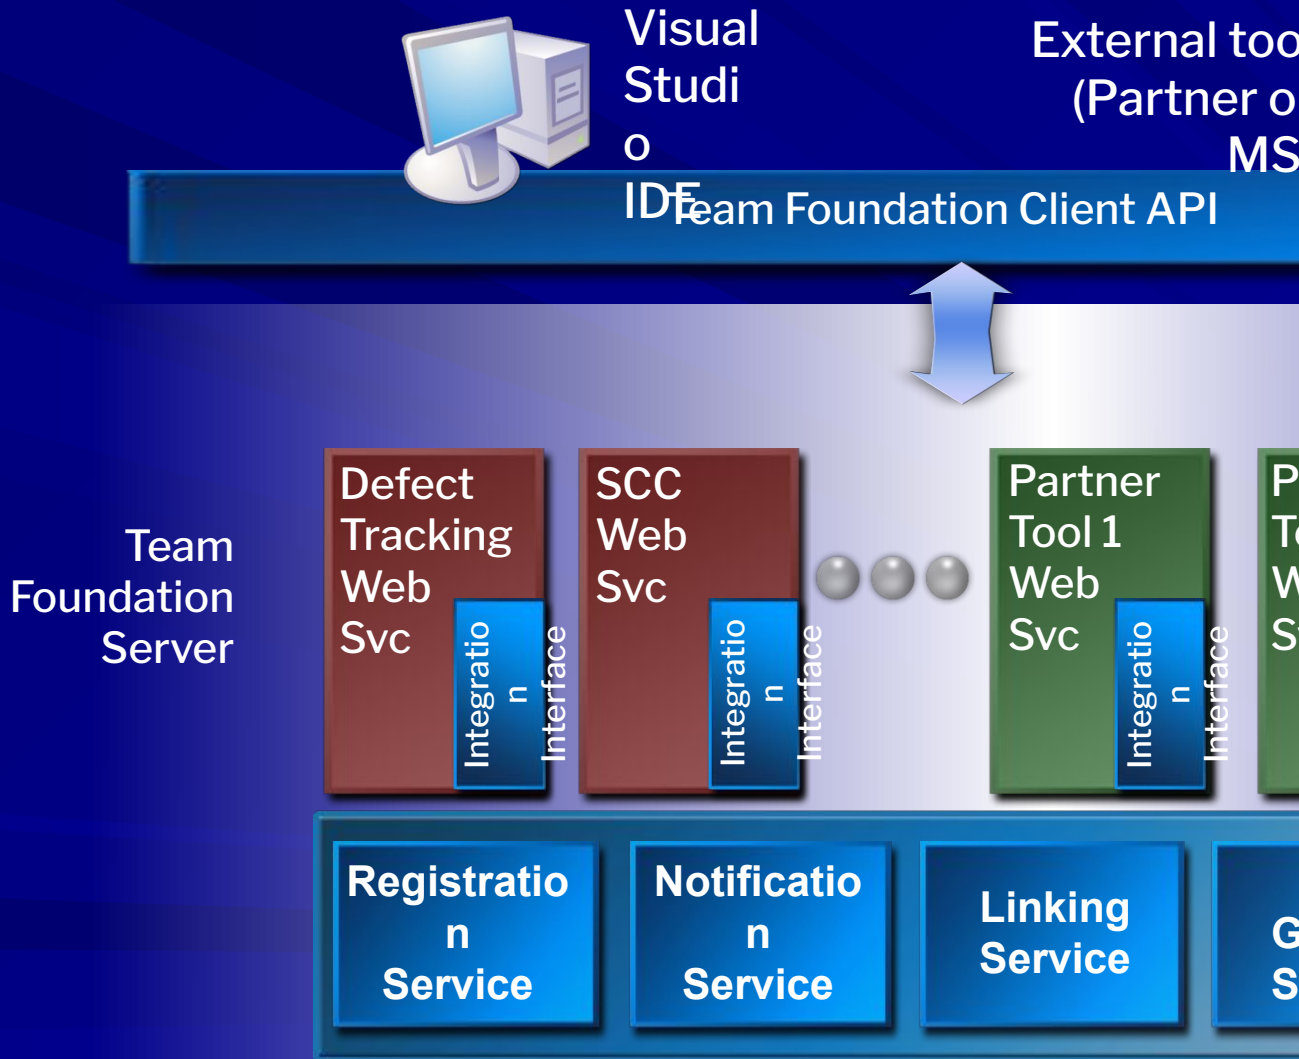 Visual
Studi
o
IDE
External too
(Partner o
MS
Team Foundation Client API
Team
Foundation
Server
Defect
Tracking
Web
Svc
Integratio
n
Interface
SCC
Web
Svc
Integratio
n
Interface
Partner
Tool 1
Web
Svc
Integratio
n
Interface
P
To
W
Sv
Registratio
n
Service
Notificatio
n
Service
Linking
Service
G
S